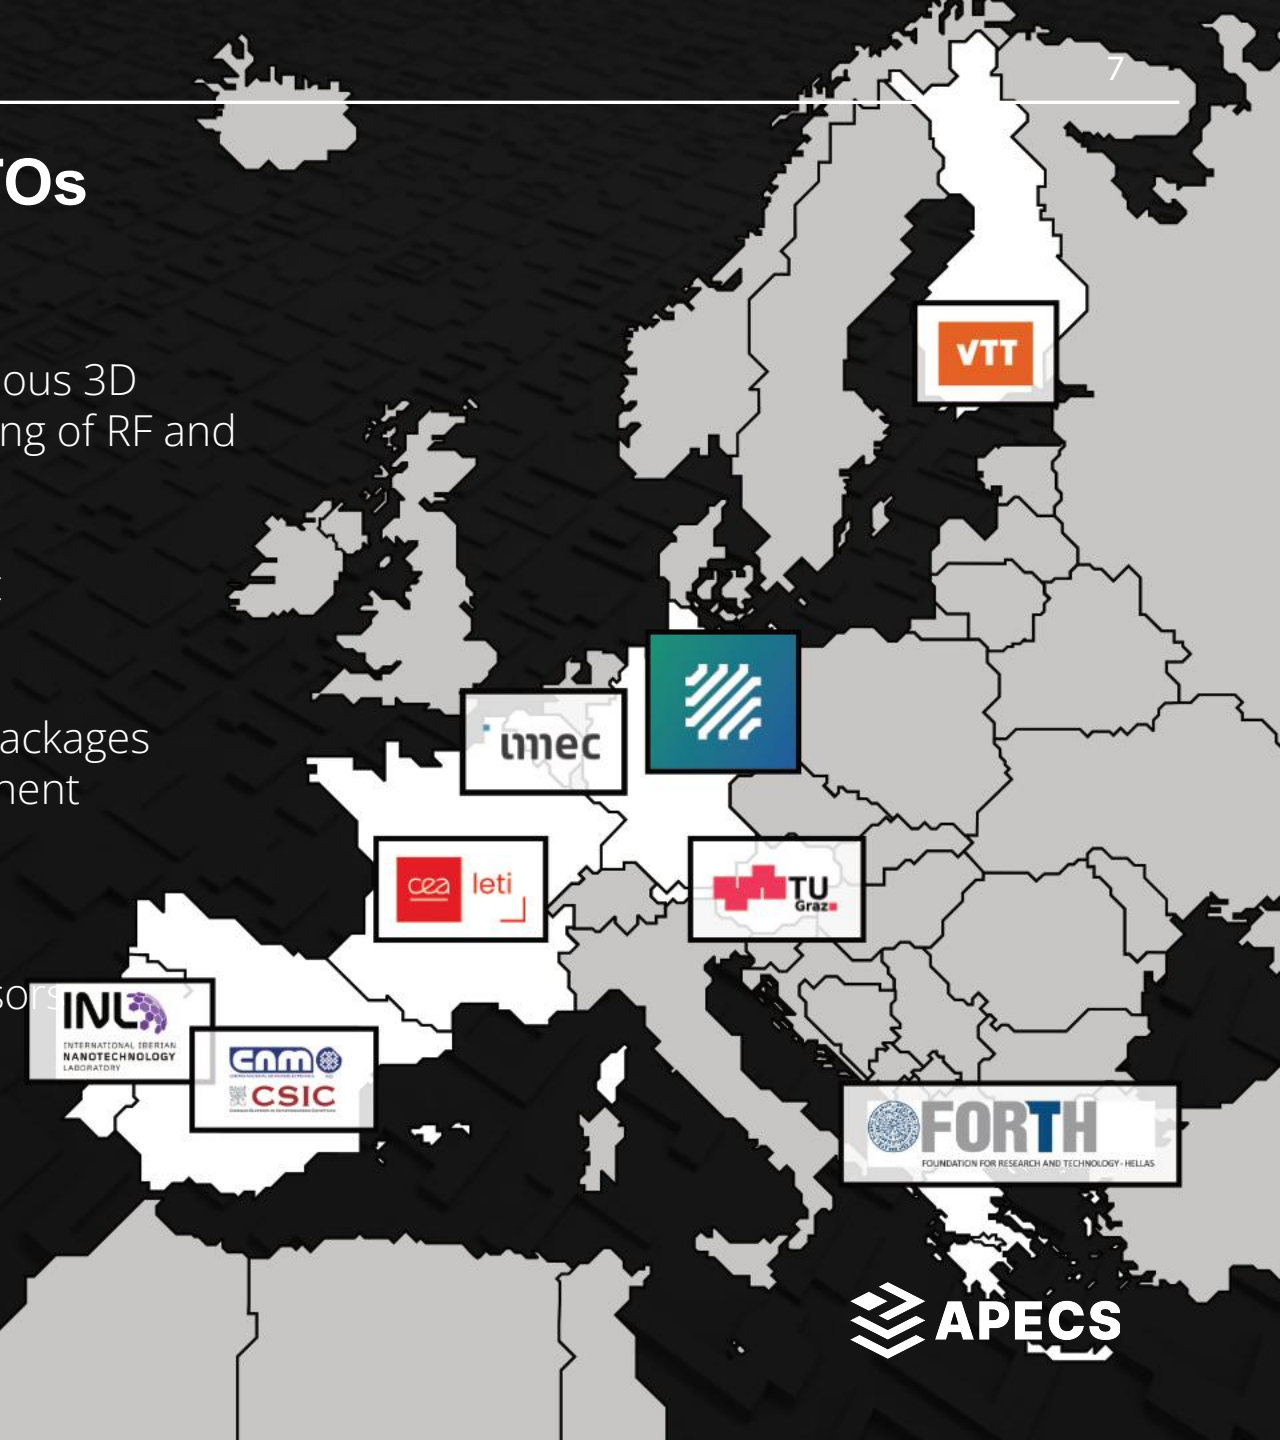 7
TOs
ous 3D
ng of RF and
VTT
ackages
nent
imec
cea leti
TU
Graz
sors
INL
INTERNATIONAL IBERIAN
NANOTECHNOLOGY
LABORATORY
cnm
CSIC
FORTH
FOUNDATION FOR RESEARCH AND TECHNOLOGY - HELLAS
APECS